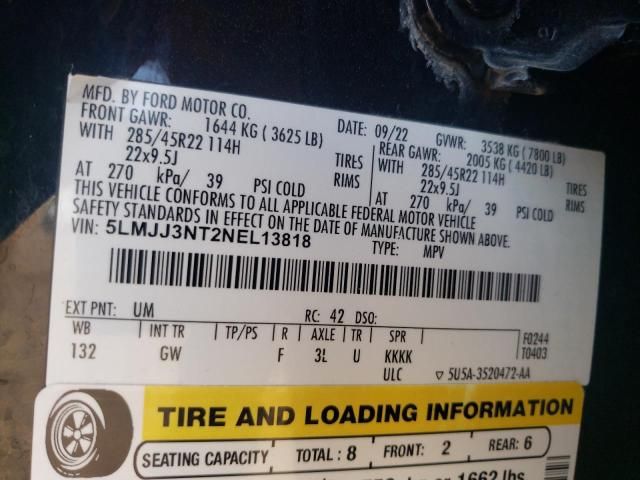 MFD. BY FORD MOTOR CO.
DATE: 09/22 GVWR: 3538 KG ( 7800 LB)
FRONT GAWR: 1644 KG ( 3625 LB) REAR GAWR: 2005 KG ( 4420 LB)
WITH 285/45R22 114H TIRES WITH 285/45R22 114H TIRES
22x9.5J RIMS 22x9.5J RIMS
AT 270 kPa/ 39 PSI COLD AT 270 kPa/ 39 PSI COLD
THIS VEHICLE CONFORMS TO ALL APPLICABLE FEDERAL MOTOR VEHICLE
SAFETY STANDARDS IN EFFECT ON THE DATE OF MANUFACTURE SHOWN ABOVE.
VIN: 5LMJJ3NT2NEL13818 TYPE: MPV
EXT PNT: UM RC: 42 DSO:
WB INT TR TP/PS R AXLE TR SPR F0244
132 GW F 3L U KKKK T0403
ULC ▽ 5U5A-3520472-AA
TIRE AND LOADING INFORMATION
SEATING CAPACITY TOTAL : 8 FRONT: 2 REAR: 6
or 1662 lbs